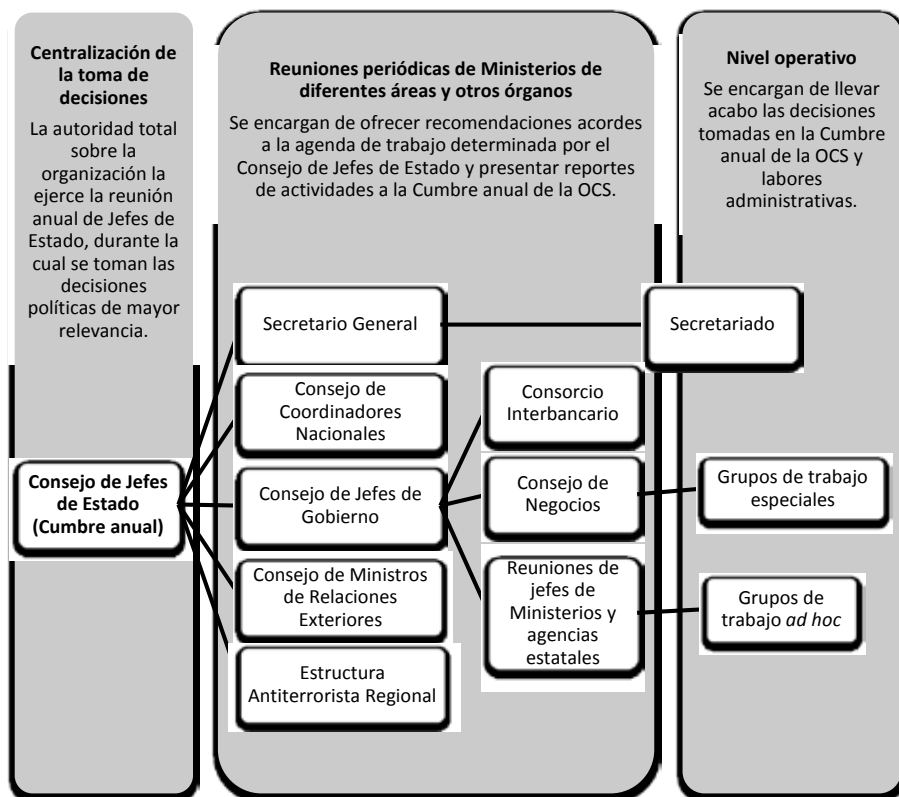 Centralización de
la toma de
decisiones
La autoridad total
sobre la
organización la
ejerce la reunión
anual de Jefes de
Estado, durante la
cual se toman las
decisiones
políticas de mayor
relevancia.
Consejo de Jefes
de Estado
(Cumbre anual)
Reuniones periódicas de Ministerios de
diferentes áreas y otros órganos
Se encargan de ofrecer recomendaciones acordes
a la agenda de trabajo determinada por el
Consejo de Jefes de Estado y presentar reportes
de actividades a la Cumbre anual de la OCS.
Secretario General
Consejo de
Coordinadores
Nacionales
Consejo de Jefes de
Gobierno
Consejo de Ministros
de Relaciones
Exteriores
Estructura
Antiterrorista Regional
Consorcio
Interbancario
Consejo de
Negocios
Reuniones de
jefes de
Ministerios y
agencias
estatales
Nivel operativo
Se encargan de llevar
acabo las decisiones
tomadas en la Cumbre
anual de la OCS y
labores
administrativas.
Secretariado
Grupos de trabajo
especiales
Grupos de
trabajo ad hoc